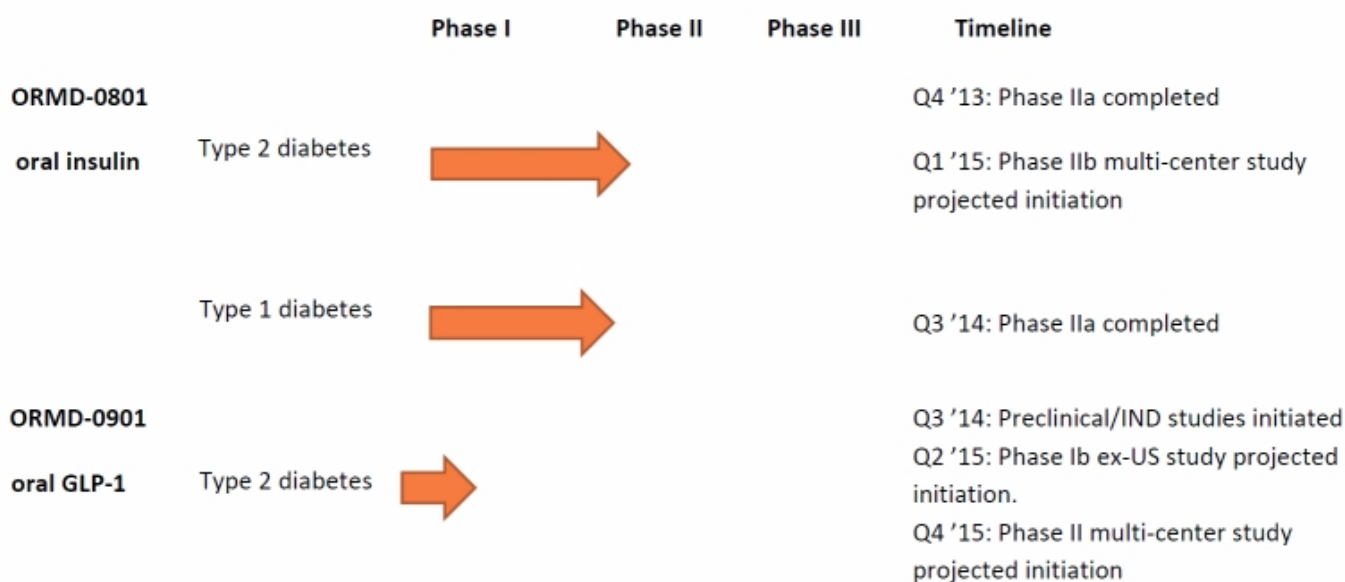 Phase I Phase II Phase III Timeline
ORMD-0801
Q4 ’13: Phase IIa completed
Type 2 diabetes
oral insulin
Q1 ’15: Phase IIb multi-center study
projected initiation
Type 1 diabetes
Q3 ’14: Phase IIa completed
ORMD-0901
Q3 ’14: Preclinical/IND studies initiated
oral GLP-1
Type 2 diabetes
Q2 ’15: Phase Ib ex-US study projected
initiation.
Q4 ’15: Phase II multi-center study
projected initiation